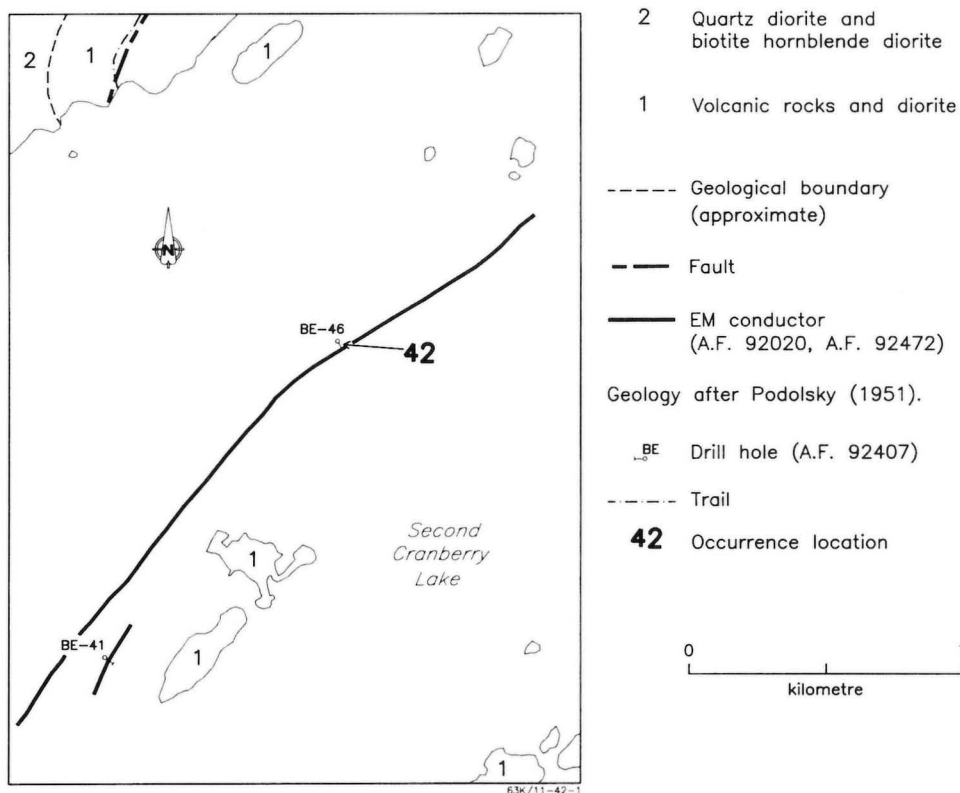 2
1
1
N
BE-46
42
Second
Cranberry
Lake
1
BE-41
1
1
63K/11-42-1
2 Quartz diorite and
biotite hornblende diorite
1 Volcanic rocks and diorite
Geological boundary
(approximate)
Fault
EM conductor
(A.F. 92020, A.F. 92472)
Geology after Podolsky (1951).
BE Drill hole (A.F. 92407)
Trail
42 Occurrence location
0
kilometre